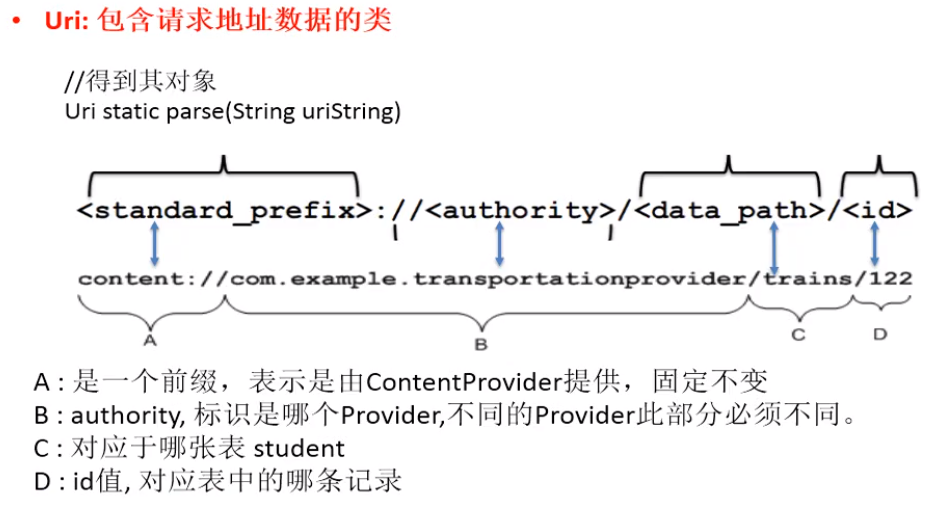 • Uri: 包含请求地址数据的类
//得到其对象
Uri static parse(String uriString)
<standard_prefix>://<authority>/<data_path>/<id>
content://com.example.transportationprovider/trains/122
A B C D
A : 是一个前缀，表示是由ContentProvider提供，固定不变
B : authority, 标识是哪个Provider,不同的Provider此部分必须不同。
C : 对应于哪张表 student
D : id值, 对应表中的哪条记录